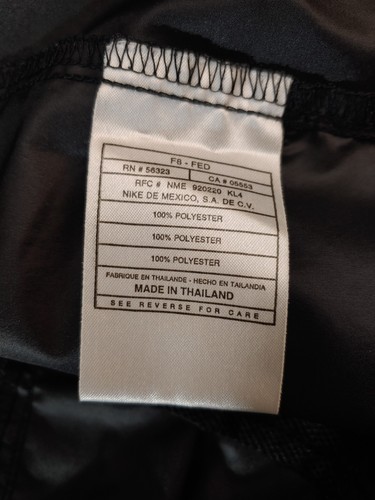 F8 - FED
RN # 56323 CA # 05553
RFC # NME 920220 KL4
NIKE DE MEXICO, S.A. DE C.V.
100% POLYESTER
100% POLYESTER
100% POLYESTER
FABRIQUE EN THAILANDE - HECHO EN TAILANDIA
MADE IN THAILAND
SEE REVERSE FOR CARE